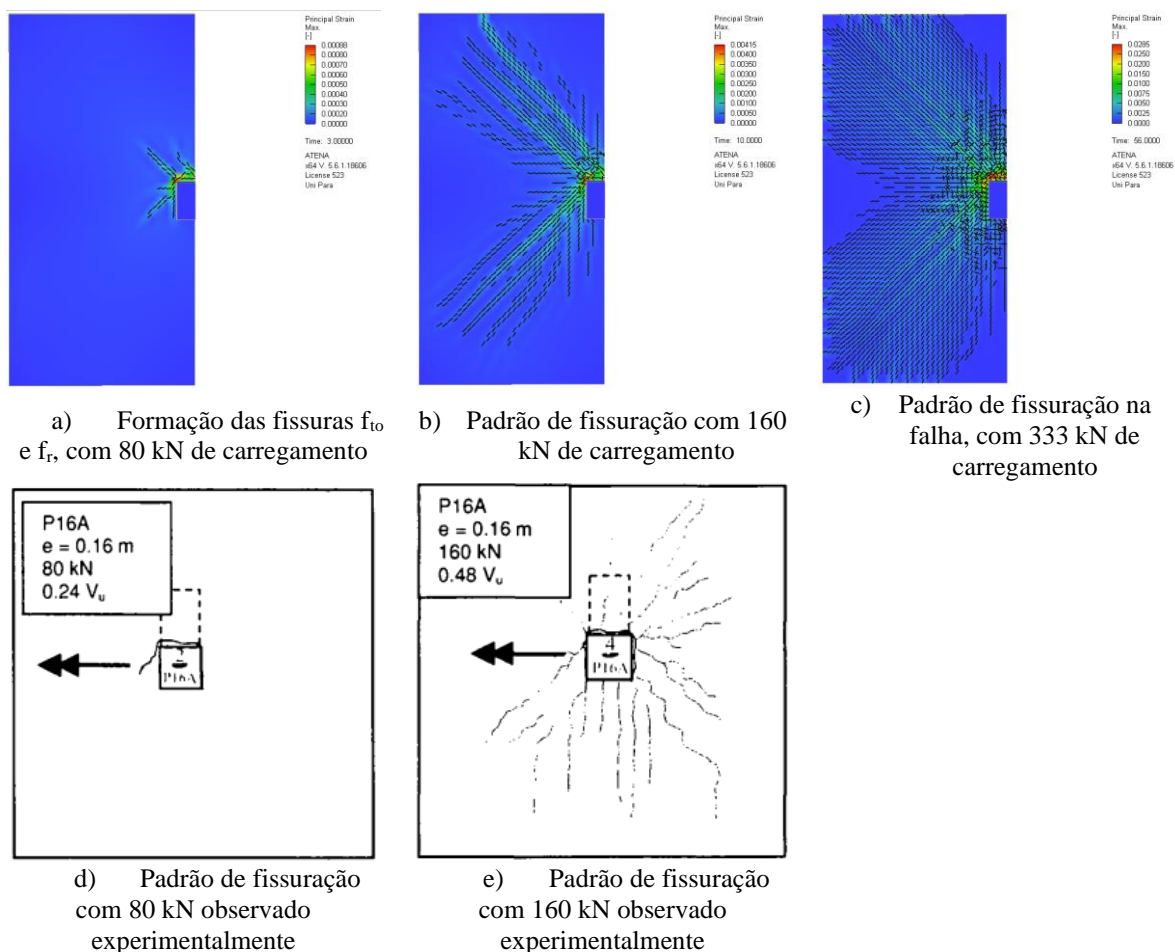 Principal Strain
Max.
[-]
0.00088
0.00080
0.00070
0.00060
0.00050
0.00040
0.00030
0.00020
0.00010
0.00000
Time: 3.00000
ATENA
x64 V. 5.6.1.18606
License 523
Uni Para
Principal Strain
Max.
[-]
0.00415
0.00400
0.00350
0.00300
0.00250
0.00200
0.00150
0.00100
0.00050
0.00000
Time: 10.0000
ATENA
x64 V. 5.6.1.18606
License 523
Uni Para
Principal Strain
Max.
[-]
0.0285
0.0250
0.0200
0.0150
0.0100
0.0075
0.0050
0.0025
0.0000
Time: 56.0000
ATENA
x64 V. 5.6.1.18606
License 523
Uni Para
a) Formação das fissuras fto
e fr, com 80 kN de carregamento
b) Padrão de fissuração com 160
kN de carregamento
c) Padrão de fissuração na
falha, com 333 kN de
carregamento
P16A
e = 0.16 m
80 kN
0.24 Vu
2
P16A
P16A
e = 0.16 m
160 kN
0.48 Vu
4
P16A
d) Padrão de fissuração
com 80 kN observado
experimentalmente
e) Padrão de fissuração
com 160 kN observado
experimentalmente